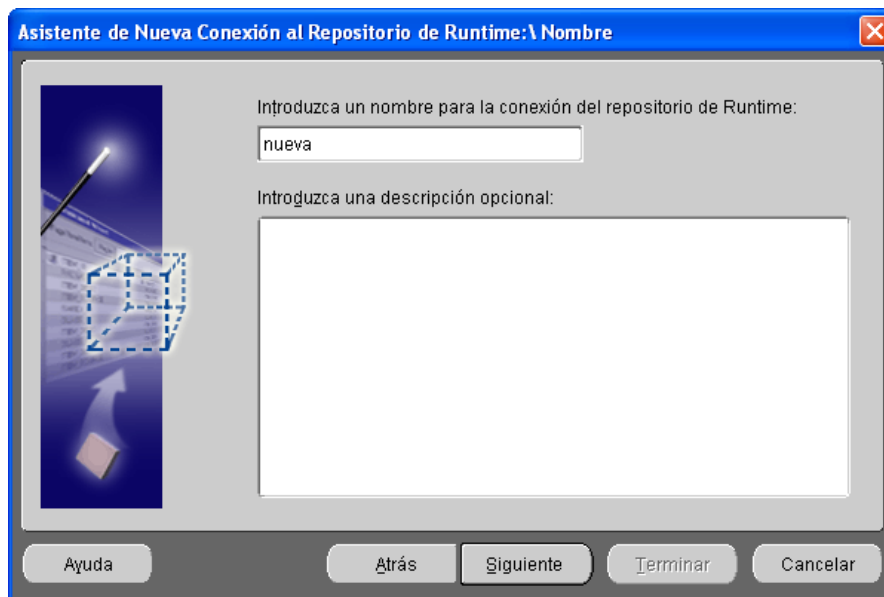 Asistente de Nueva Conexión al Repositorio de Runtime:\ Nombre
Introduzca un nombre para la conexión del repositorio de Runtime:
nueva
Introduzca una descripción opcional:
Ayuda
Atrás
Siguiente
Terminar
Cancelar